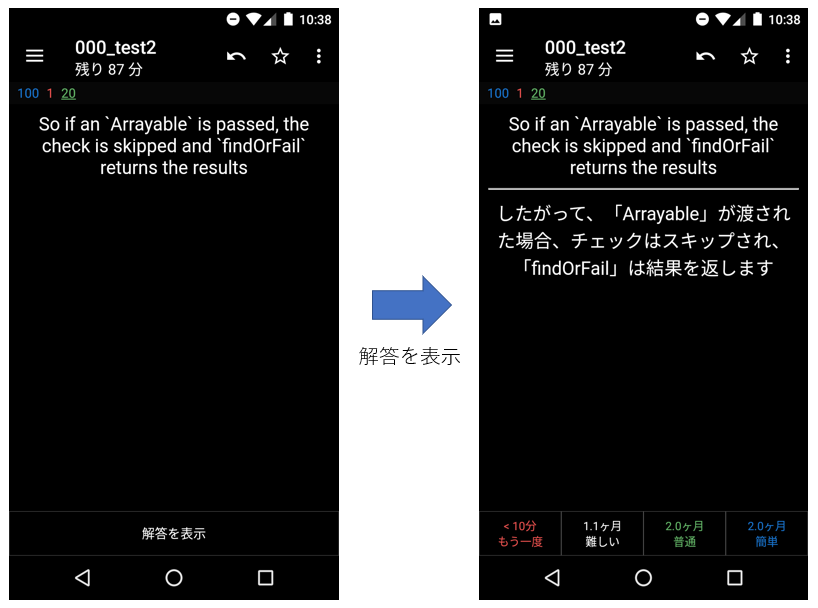 10:38
000_test2
残り 87 分
100 1 20
So if an `Arrayable` is passed, the
check is skipped and `findOrFail`
returns the results
解答を表示
解答を表示
10:38
000_test2
残り 87 分
100 1 20
So if an `Arrayable` is passed, the
check is skipped and `findOrFail`
returns the results
したがって、「Arrayable」が渡され
た場合、チェックはスキップされ、
「findOrFail」は結果を返します
< 10分 1.1ヶ月 2.0ヶ月 2.0ヶ月
もう一度 難しい 普通 簡単